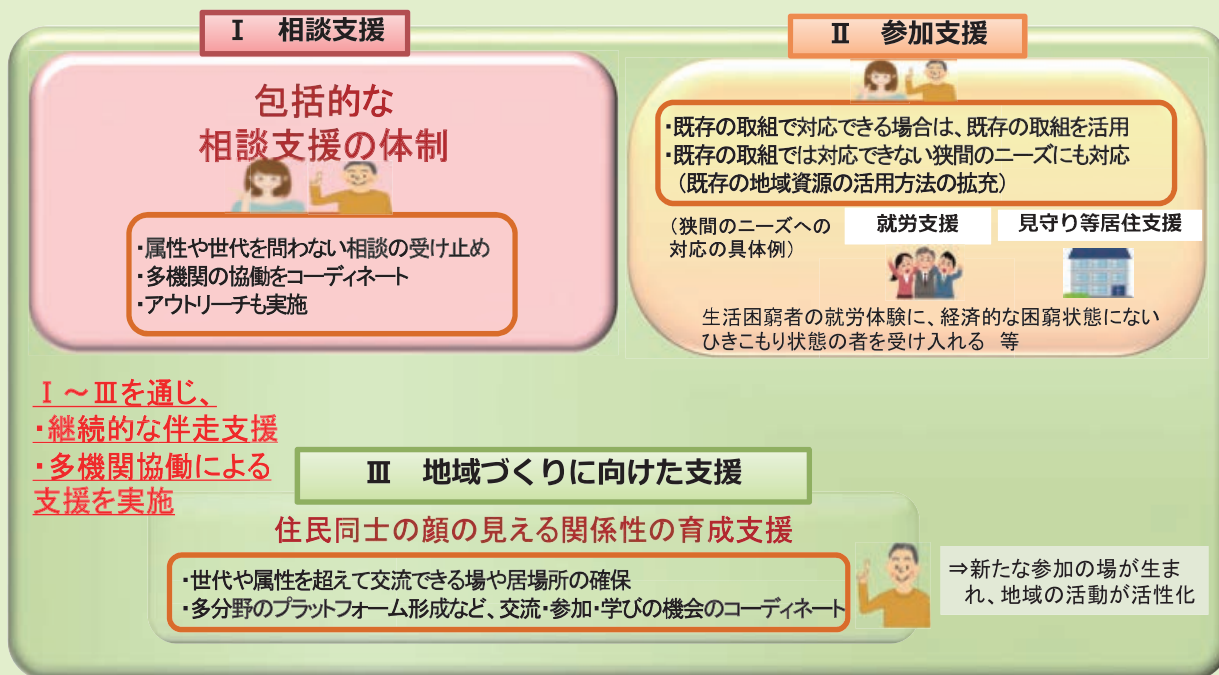 Ⅰ 相談支援
包括的な
相談支援の体制
・属性や世代を問わない相談の受け止め
・多機関の協働をコーディネート
・アウトリーチも実施
Ⅱ 参加支援
・既存の取組で対応できる場合は、既存の取組を活用
・既存の取組では対応できない狭間のニーズにも対応
（既存の地域資源の活用方法の拡充）
（狭間のニーズへの
対応の具体例）
就労支援
見守り等居住支援
生活困窮者の就労体験に、経済的な困窮状態にない
ひきこもり状態の者を受け入れる 等
Ⅰ～Ⅲを通じ、
・継続的な伴走支援
・多機関協働による
支援を実施
Ⅲ 地域づくりに向けた支援
住民同士の顔の見える関係性の育成支援
・世代や属性を超えて交流できる場や居場所の確保
・多分野のプラットフォーム形成など、交流・参加・学びの機会のコーディネート
⇒新たな参加の場が生ま
れ、地域の活動が活性化